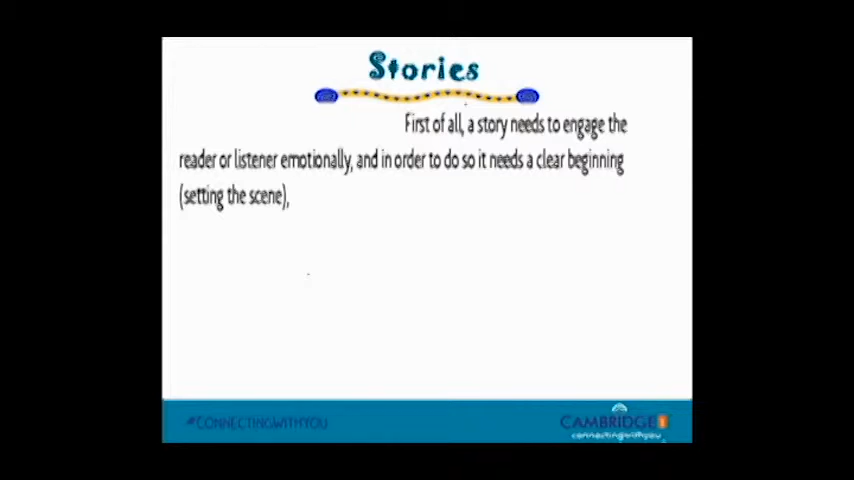 Stories
First of all, a story needs to engage the
reader or listener emotionally, and in order to do so it needs a clear beginning
(setting the scene),
#CONNECTINGWITHYOU
CAMBRIDGE
connectingwithyou